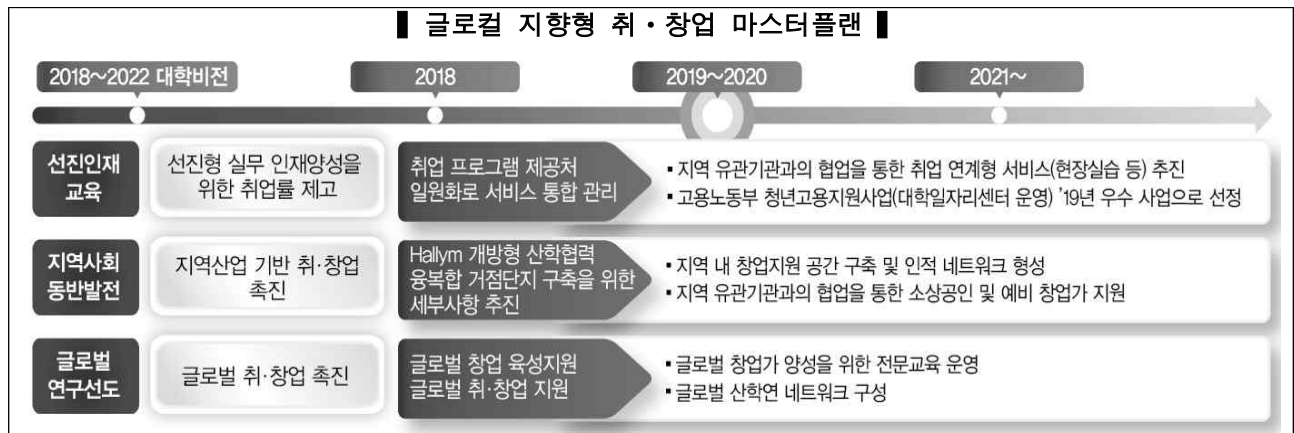 ▌글로컬 지향형 취·창업 마스터플랜▐
2018~2022 대학비전
2018
2019~2020
2021~
선진인재
교육
선진형 실무 인재양성을
위한 취업률 제고
취업 프로그램 제공처
일원화로 서비스 통합 관리
▪ 지역 유관기관과의 협업을 통한 취업 연계형 서비스(현장실습 등) 추진
▪ 고용노동부 청년고용지원사업(대학일자리센터 운영) '19년 우수 사업으로 선정
지역사회
동반발전
지역산업 기반 취·창업
촉진
Hallym 개방형 산학협력
융복합 거점단지 구축을 위한
세부사항 추진
▪ 지역 내 창업지원 공간 구축 및 인적 네트워크 형성
▪ 지역 유관기관과의 협업을 통한 소상공인 및 예비 창업가 지원
글로벌
연구선도
글로벌 취·창업 촉진
글로벌 창업 육성지원
글로벌 취·창업 지원
▪ 글로벌 창업가 양성을 위한 전문교육 운영
▪ 글로벌 산학연 네트워크 구성